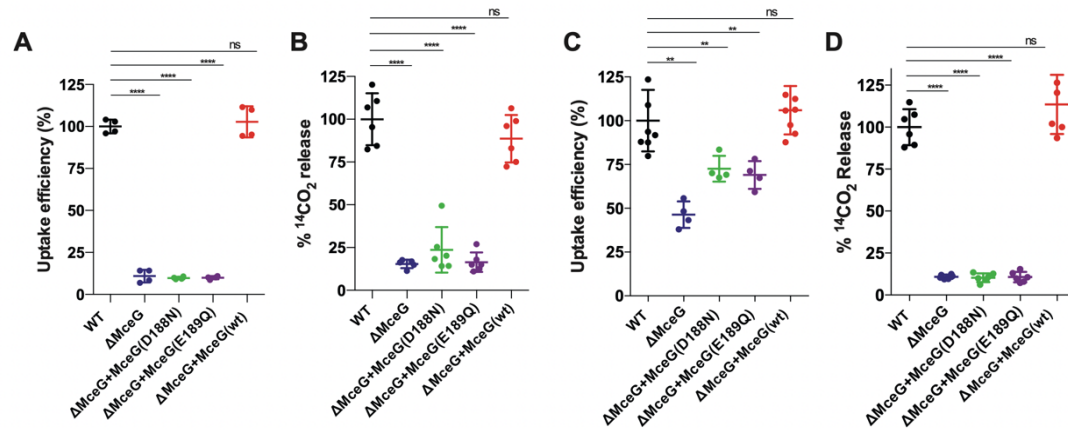 A
Uptake efficiency (%)
125
100
75
50
25
10
0
ns
****
****
****
WT
ΔMceG
ΔMceG+MceG(D188N)
ΔMceG+MceG(E189Q)
ΔMceG+MceG(wt)
B
% ¹⁴CO₂ release
125
100
75
50
25
0
ns
****
****
****
WT
ΔMceG
ΔMceG+MceG(D188N)
ΔMceG+MceG(E189Q)
ΔMceG+MceG(wt)
C
Uptake efficiency (%)
125
100
75
50
25
0
ns
**
**
**
WT
ΔMceG
ΔMceG+MceG(D188N)
ΔMceG+MceG(E189Q)
ΔMceG+MceG(wt)
D
% ¹⁴CO₂ Release
125
100
75
50
25
0
ns
****
****
****
WT
ΔMceG
ΔMceG+MceG(D188N)
ΔMceG+MceG(E189Q)
ΔMceG+MceG(wt)